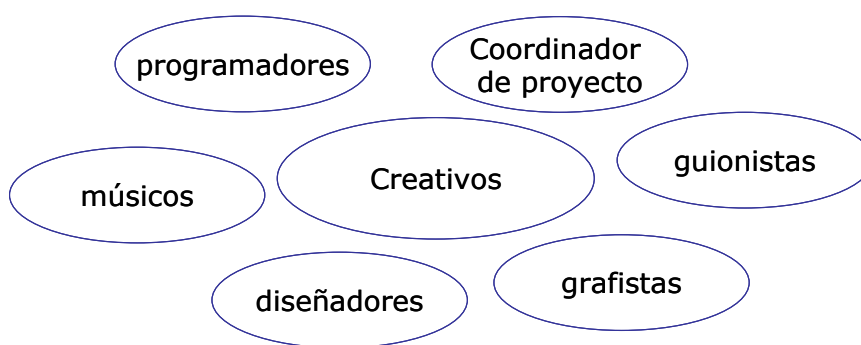 programadores
Coordinador
de proyecto
músicos
Creativos
guionistas
diseñadores
grafistas